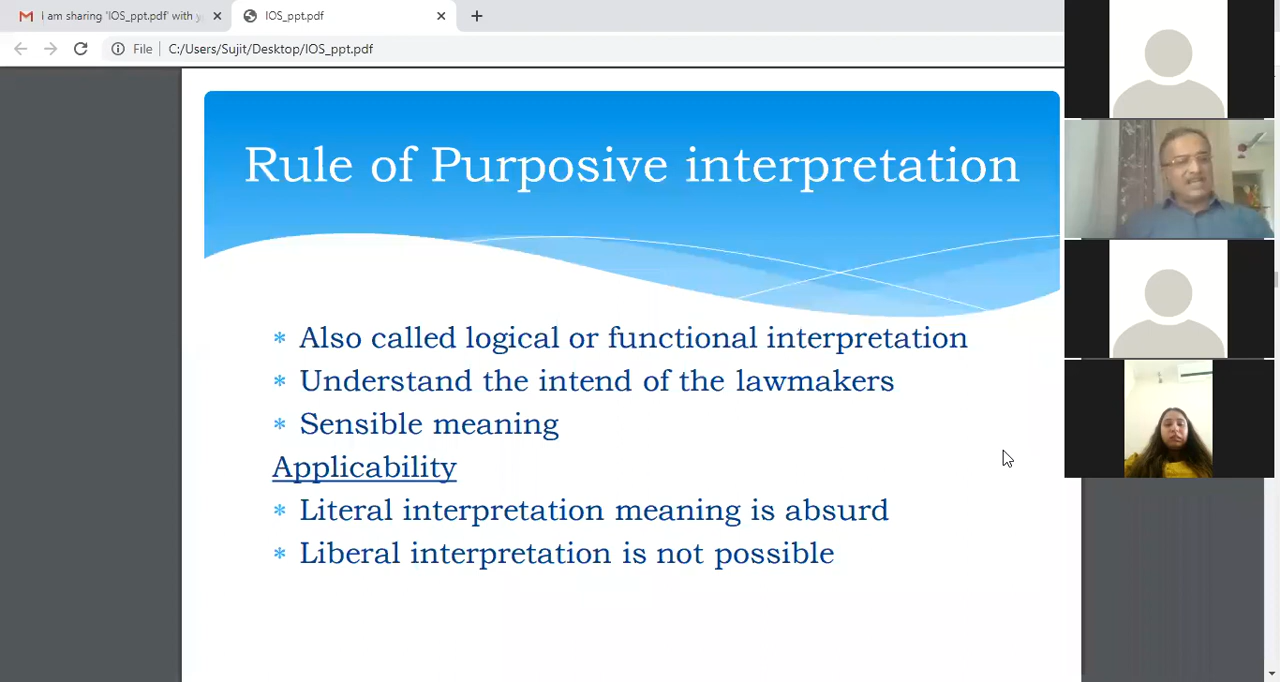 I am sharing 'IOS_ppt.pdf' with
IOS_ppt.pdf
File
C:/Users/Sujit/Desktop/IOS_ppt.pdf
Rule of Purposive interpretation
* Also called logical or functional interpretation
* Understand the intend of the lawmakers
* Sensible meaning
Applicability
* Literal interpretation meaning is absurd
* Liberal interpretation is not possible